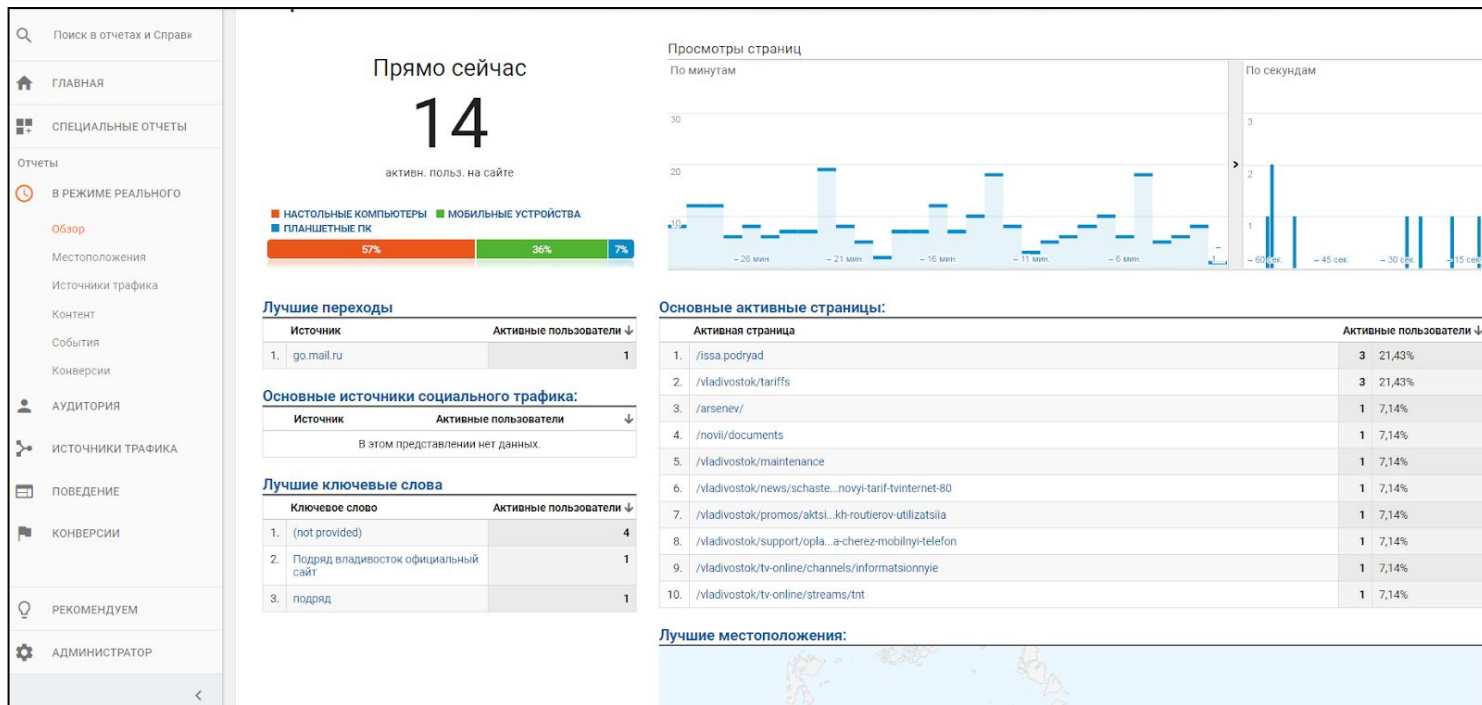 Поиск в отчетах и Справк
ГЛАВНАЯ
СПЕЦИАЛЬНЫЕ ОТЧЕТЫ
Отчеты
В РЕЖИМЕ РЕАЛЬНОГО
Обзор
Местоположения
Источники трафика
Контент
События
Конверсии
АУДИТОРИЯ
ИСТОЧНИКИ ТРАФИКА
ПОВЕДЕНИЕ
КОНВЕРСИИ
РЕКОМЕНДУЕМ
АДМИНИСТРАТОР
Прямо сейчас
14
активн. польз. на сайте
НАСТОЛЬНЫЕ КОМПЬЮТЕРЫ МОБИЛЬНЫЕ УСТРОЙСТВА
ПЛАНШЕТНЫЕ ПК
57% 36% 7%
Просмотры страниц
По минутам
30
20
10
– 26 мин. – 21 мин. – 16 мин. – 11 мин. – 6 мин. – 1
По секундам
3
2
1
– 60 сек. – 45 сек. – 30 сек. – 15 сек
Лучшие переходы
Источник Активные пользователи
1. go.mail.ru 1
Основные источники социального трафика:
Источник Активные пользователи
В этом представлении нет данных.
Лучшие ключевые слова
Ключевое слово Активные пользователи
1. (not provided) 4
2. Подряд владивосток официальный 1
сайт
3. подряд 1
Основные активные страницы:
Активная страница Активные пользователи
1. /issa.podryad 3 21,43%
2. /vladivostok/tariffs 3 21,43%
3. /arsenev/ 1 7,14%
4. /novii/documents 1 7,14%
5. /vladivostok/maintenance 1 7,14%
6. /vladivostok/news/schaste...novyi-tarif-tvinternet-80 1 7,14%
7. /vladivostok/promos/aktsi...kh-routierov-utilizatsiia 1 7,14%
8. /vladivostok/support/opla...a-cherez-mobilnyi-telefon 1 7,14%
9. /vladivostok/tv-online/channels/informatsionnyie 1 7,14%
10. /vladivostok/tv-online/streams/tnt 1 7,14%
Лучшие местоположения: